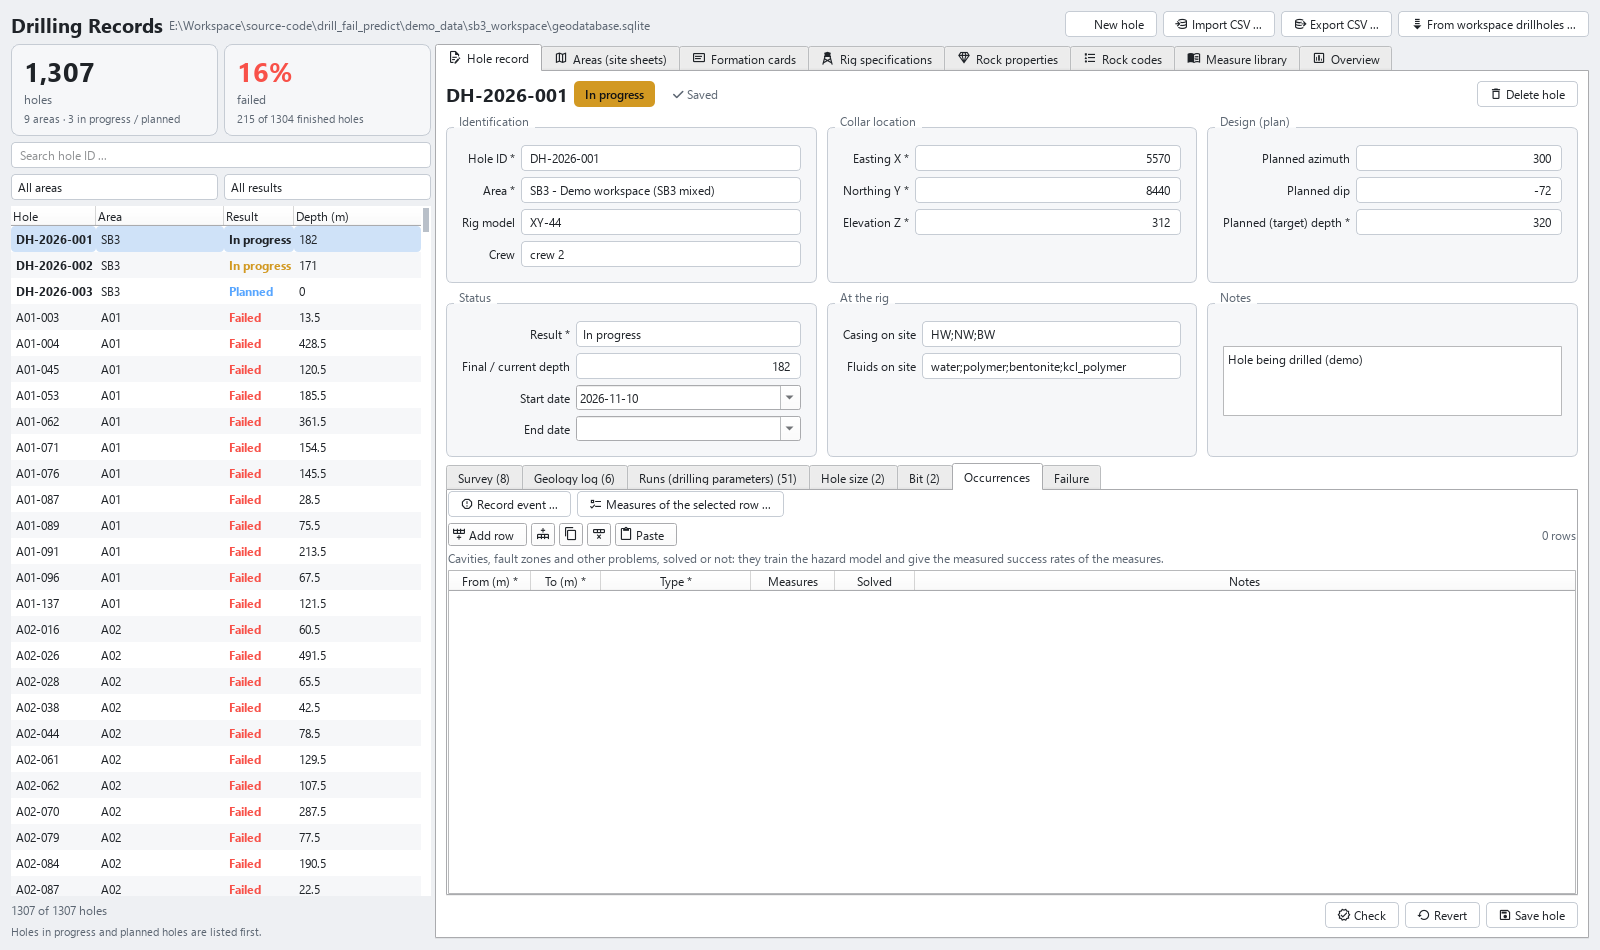 Drilling Records E:\Workspace\source-code\drill_fail_predict\demo_data\sb3_workspace\geodatabase.sqlite
New hole Import CSV ... Export CSV ... From workspace drillholes ...
1,307
holes
9 areas · 3 in progress / planned
16%
failed
215 of 1304 finished holes
Search hole ID ...
All areas All results
Hole Area Result Depth (m)
DH-2026-001 SB3 In progress 182
DH-2026-002 SB3 In progress 171
DH-2026-003 SB3 Planned 0
A01-003 A01 Failed 13.5
A01-004 A01 Failed 428.5
A01-045 A01 Failed 120.5
A01-053 A01 Failed 185.5
A01-062 A01 Failed 361.5
A01-071 A01 Failed 154.5
A01-076 A01 Failed 145.5
A01-087 A01 Failed 28.5
A01-089 A01 Failed 75.5
A01-091 A01 Failed 213.5
A01-096 A01 Failed 67.5
A01-137 A01 Failed 121.5
A02-016 A02 Failed 60.5
A02-026 A02 Failed 491.5
A02-028 A02 Failed 65.5
A02-038 A02 Failed 42.5
A02-044 A02 Failed 78.5
A02-061 A02 Failed 129.5
A02-062 A02 Failed 107.5
A02-070 A02 Failed 287.5
A02-079 A02 Failed 77.5
A02-084 A02 Failed 190.5
A02-087 A02 Failed 22.5
1307 of 1307 holes
Holes in progress and planned holes are listed first.
Hole record Areas (site sheets) Formation cards Rig specifications Rock properties Rock codes Measure library Overview
DH-2026-001 In progress Saved Delete hole
Identification
Hole ID * DH-2026-001
Area * SB3 - Demo workspace (SB3 mixed)
Rig model XY-44
Crew crew 2
Collar location
Easting X * 5570
Northing Y * 8440
Elevation Z * 312
Design (plan)
Planned azimuth 300
Planned dip -72
Planned (target) depth * 320
Status
Result * In progress
Final / current depth 182
Start date 2026-11-10
End date
At the rig
Casing on site HW;NW;BW
Fluids on site water;polymer;bentonite;kcl_polymer
Notes
Hole being drilled (demo)
Survey (8) Geology log (6) Runs (drilling parameters) (51) Hole size (2) Bit (2) Occurrences Failure
Record event ... Measures of the selected row ...
Add row Paste 0 rows
Cavities, fault zones and other problems, solved or not: they train the hazard model and give the measured success rates of the measures.
From (m) * To (m) * Type * Measures Solved Notes
Check Revert Save hole